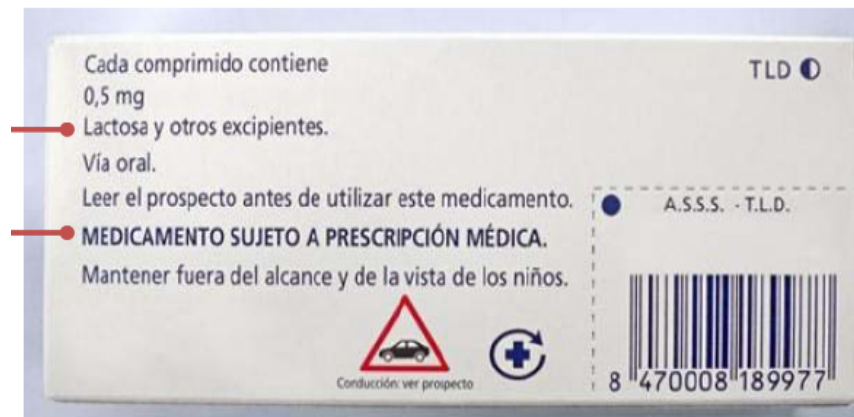 Cada comprimido contiene
TLD
0,5 mg
Lactosa y otros excipientes.
Vía oral.
Leer el prospecto antes de utilizar este medicamento.
MEDICAMENTO SUJETO A PRESCRIPCIÓN MÉDICA.
Mantener fuera del alcance y de la vista de los niños.
Conducción: ver prospecto
A.S.S.S. - T.L.D.
8 470008 189977